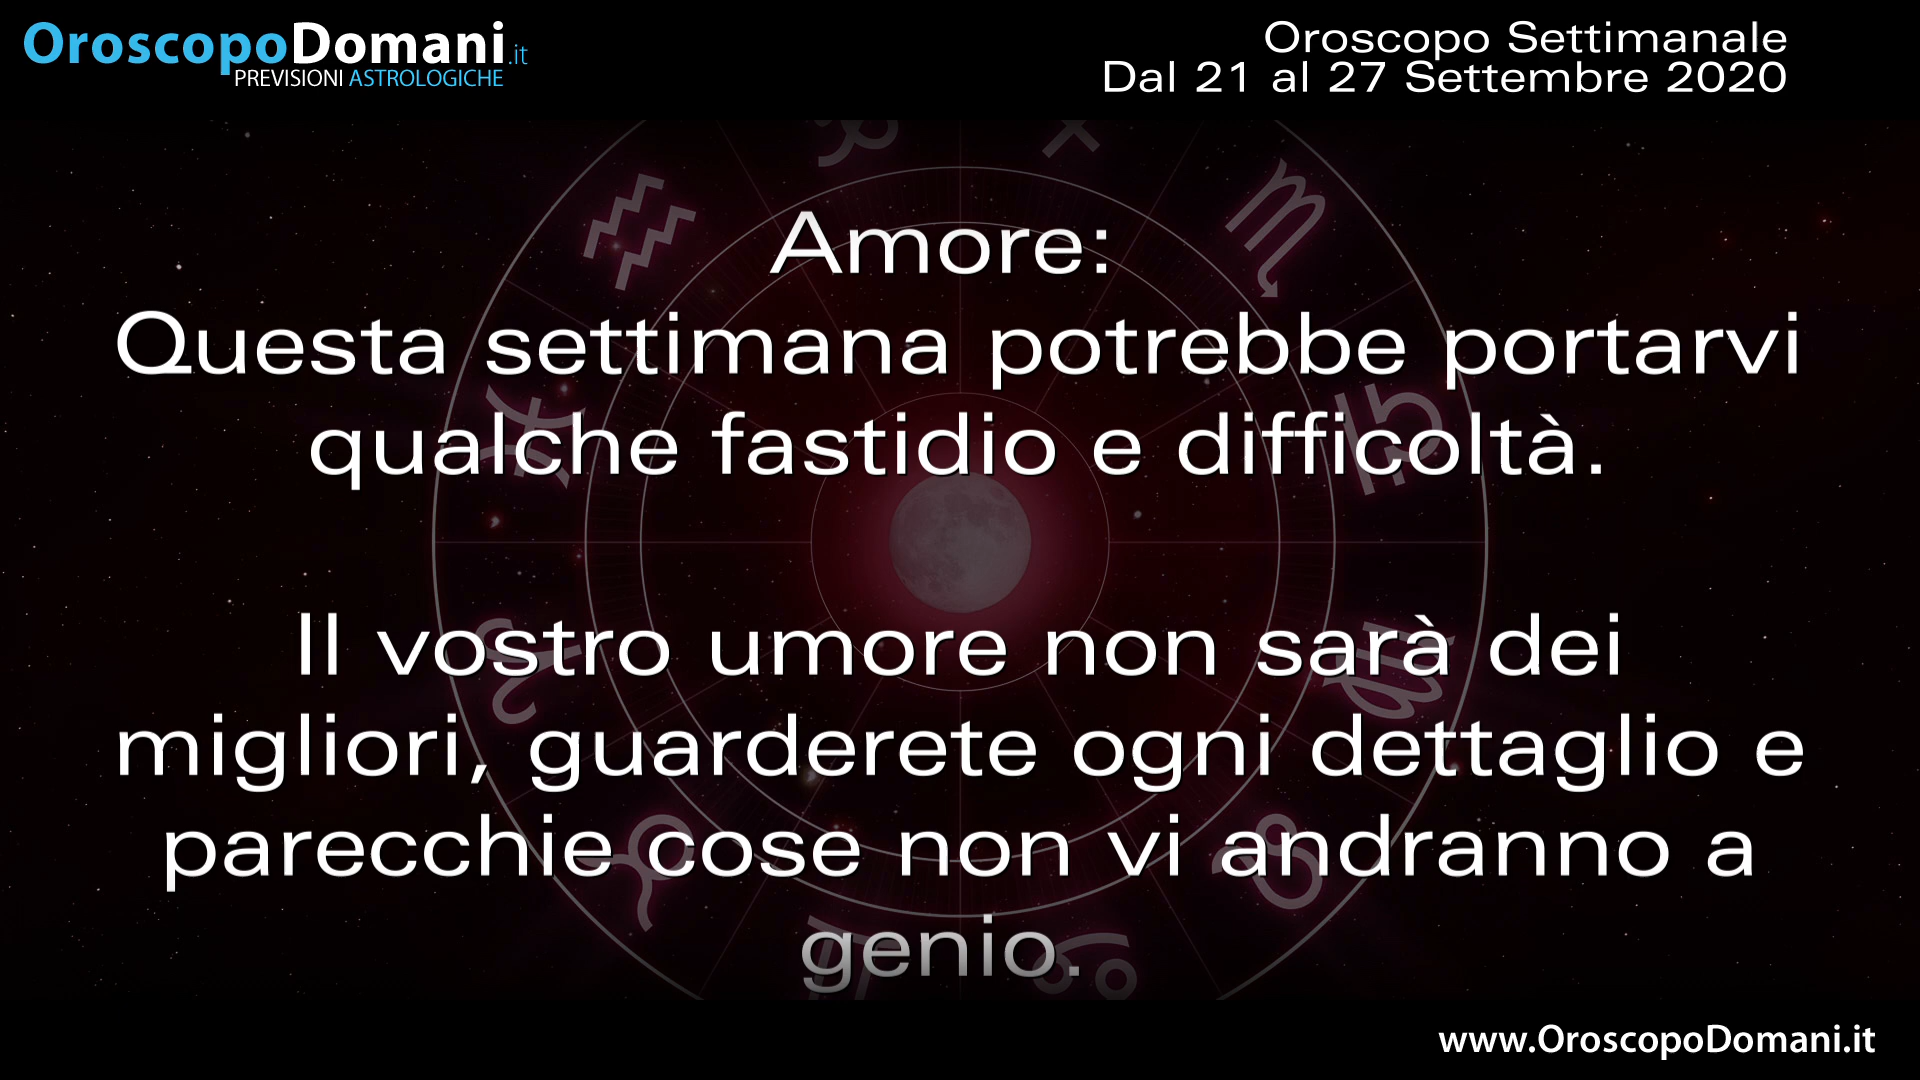 OroscopoDomani.it
PREVISIONI ASTROLOGICHE
Oroscopo Settimanale
Dal 21 al 27 Settembre 2020
Amore:
Questa settimana potrebbe portarvi
qualche fastidio e difficoltà.
Il vostro umore non sarà dei
migliori, guarderete ogni dettaglio e
parecchie cose non vi andranno a
genio.
www.OroscopoDomani.it